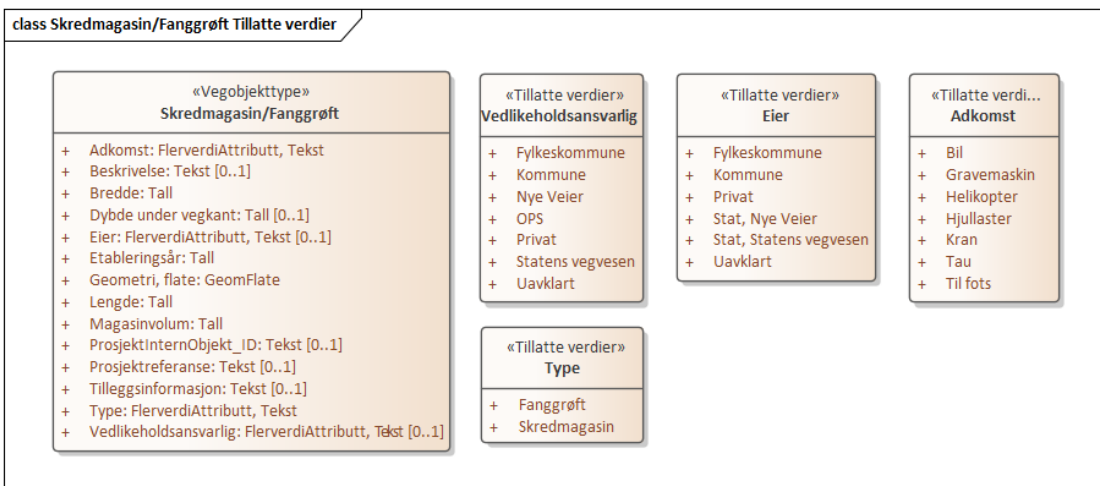 class Skredmagasin/Fanggrøft Tillatte verdier
«Vegobjekttype»
Skredmagasin/Fanggrøft
+ Adkomst: FlerverdiAttributt, Tekst
+ Beskrivelse: Tekst [0..1]
+ Bredde: Tall
+ Dybde under vegkant: Tall [0..1]
+ Eier: FlerverdiAttributt, Tekst [0..1]
+ Etableringsår: Tall
+ Geometri, flate: GeomFlate
+ Lengde: Tall
+ Magasinvolum: Tall
+ ProsjektInternObjekt_ID: Tekst [0..1]
+ Prosjektreferanse: Tekst [0..1]
+ Tilleggsinformasjon: Tekst [0..1]
+ Type: FlerverdiAttributt, Tekst
+ Vedlikeholdsansvarlig: FlerverdiAttributt, Tekst [0..1]
«Tillatte verdier»
Vedlikeholdsansvarlig
+ Fylkeskommune
+ Kommune
+ Nye Veier
+ OPS
+ Privat
+ Statens vegvesen
+ Uavklart
«Tillatte verdier»
Eier
+ Fylkeskommune
+ Kommune
+ Privat
+ Stat, Nye Veier
+ Stat, Statens vegvesen
+ Uavklart
«Tillatte verdi...
Adkomst
+ Bil
+ Gravemaskin
+ Helikopter
+ Hjullaster
+ Kran
+ Tau
+ Til fots
«Tillatte verdier»
Type
+ Fanggrøft
+ Skredmagasin